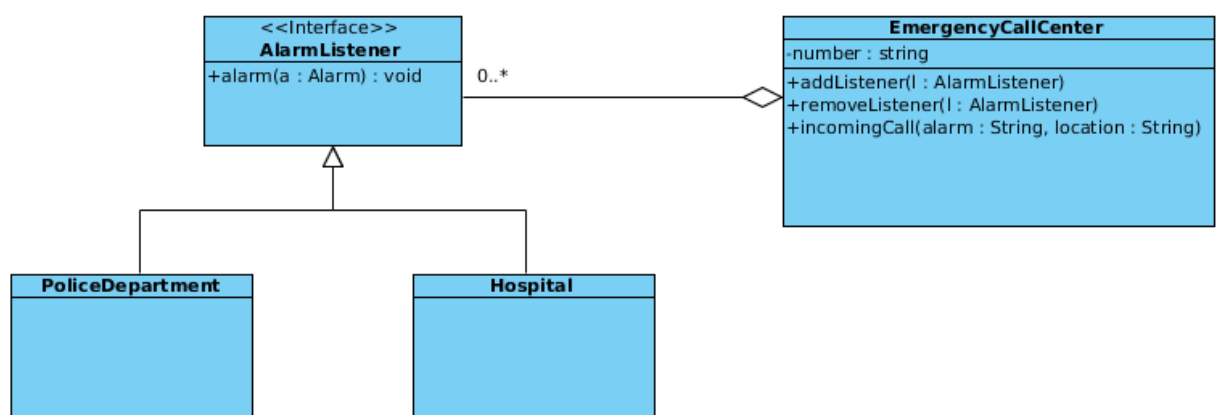 <<Interface>>
AlarmListener
+alarm(a : Alarm) : void
0..*
EmergencyCallCenter
-number : string
+addListener(l : AlarmListener)
+removeListener(l : AlarmListener)
+incomingCall(alarm : String, location : String)
PoliceDepartment
Hospital